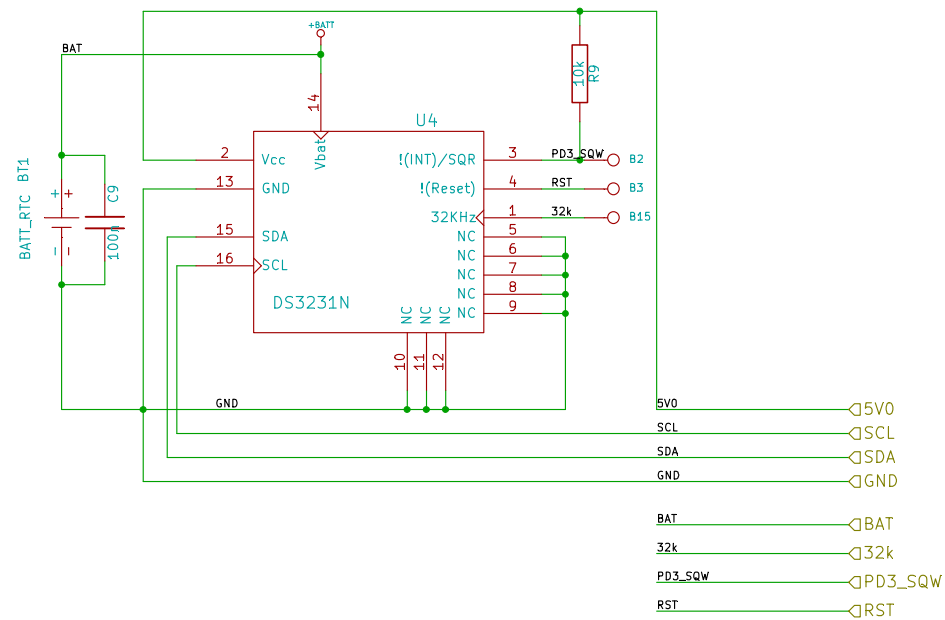 +BATT
BAT
14
U4
10k
R9
2
Vcc
Vbat
!(INT)/SQR
3
PD3_SQW
B2
13
GND
!(Reset)
4
RST
B3
32KHz
1
32k
B15
BATT_RTC BT1
+
+
C9
100n
15
SDA
NC
5
NC
6
16
SCL
NC
7
NC
8
NC
9
DS3231N
NC
NC
NC
10
11
12
GND
5V0
5V0
SCL
SCL
SDA
SDA
GND
GND
BAT
BAT
32k
32k
PD3_SQW
PD3_SQW
RST
RST